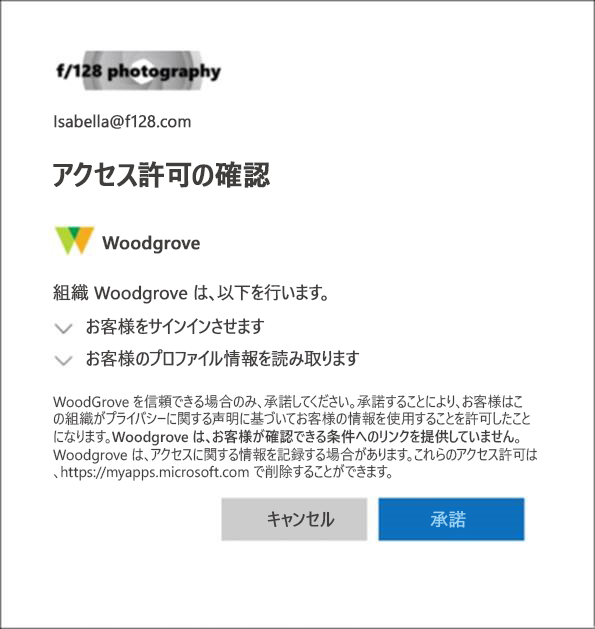 f/128 photography
Isabella@f128.com
アクセス許可の確認
Woodgrove
組織 Woodgrove は、以下を行います。
お客様をサインインさせます
お客様のプロファイル情報を読み取ります
WoodGrove を信頼できる場合のみ、承諾してください。承諾することにより、お客様はこ
の組織がプライバシーに関する声明に基づいてお客様の情報を使用することを許可したこと
になります。Woodgrove は、お客様が確認できる条件へのリンクを提供していません。
Woodgrove は、アクセスに関する情報を記録する場合があります。これらのアクセス許可は
、https://myapps.microsoft.com で削除することができます。
キャンセル
承諾